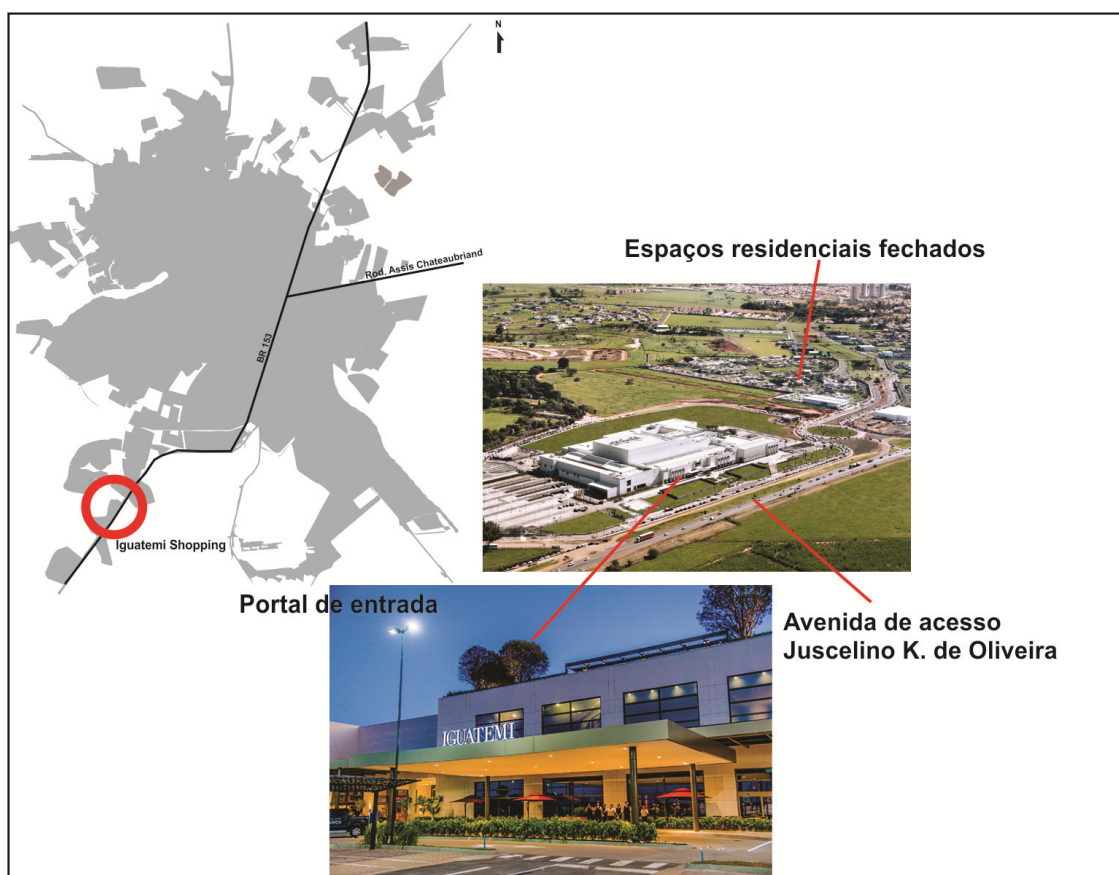 N
Rod. Assis Chateaubriand
BR 153
Iguatemi Shopping
Espaços residenciais fechados
Portal de entrada
Avenida de acesso
Juscelino K. de Oliveira
IGUATEMI